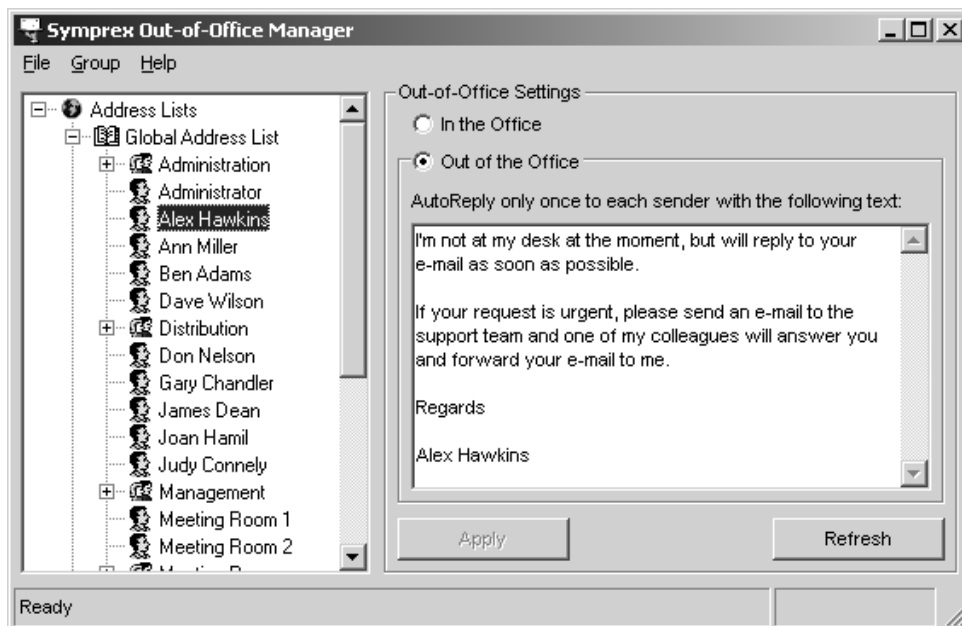 Symprex Out-of-Office Manager
File Group Help
Address Lists
Global Address List
Administration
Administrator
Alex Hawkins
Ann Miller
Ben Adams
Dave Wilson
Distribution
Don Nelson
Gary Chandler
James Dean
Joan Hamil
Judy Connely
Management
Meeting Room 1
Meeting Room 2
Out-of-Office Settings
In the Office
Out of the Office
AutoReply only once to each sender with the following text:
I'm not at my desk at the moment, but will reply to your
e-mail as soon as possible.
If your request is urgent, please send an e-mail to the
support team and one of my colleagues will answer you
and forward your e-mail to me.
Regards
Alex Hawkins
Apply
Refresh
Ready